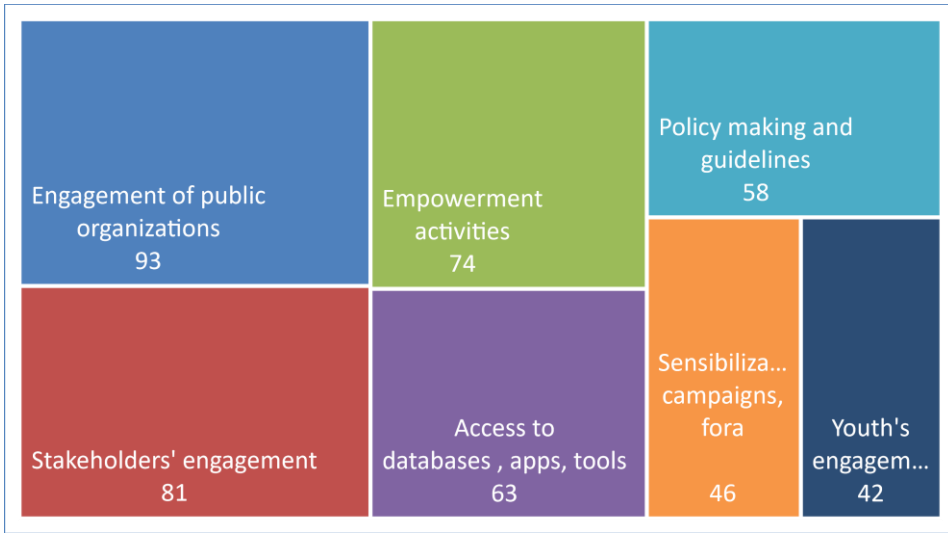 Engagement of public
organizations
93
Stakeholders' engagement
81
Empowerment
activities
74
Access to
databases , apps, tools
63
Policy making and
guidelines
58
Sensibiliza...
campaigns,
fora
46
Youth's
engagem...
42